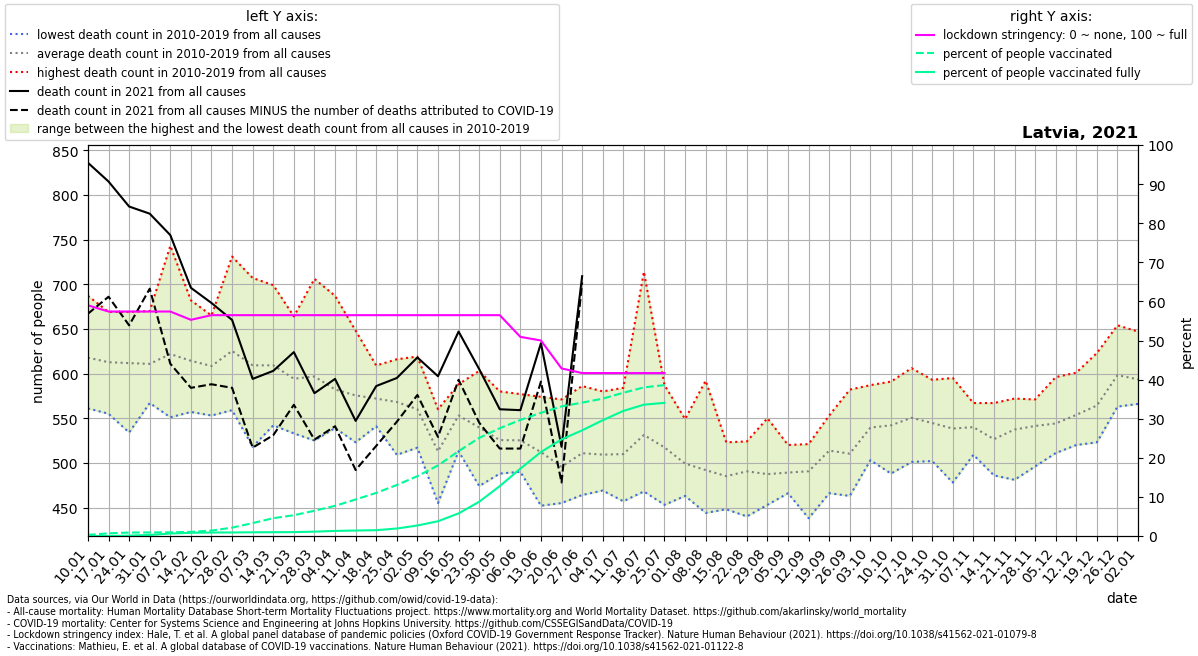 left Y axis:
lowest death count in 2010-2019 from all causes
average death count in 2010-2019 from all causes
highest death count in 2010-2019 from all causes
death count in 2021 from all causes
death count in 2021 from all causes MINUS the number of deaths attributed to COVID-19
range between the highest and the lowest death count from all causes in 2010-2019
right Y axis:
lockdown stringency: 0 ~ none, 100 ~ full
percent of people vaccinated
percent of people vaccinated fully
Latvia, 2021
number of people
850
800
750
700
650
600
550
500
450
100
90
80
70
60
50
40
30
20
10
0
percent
10.01 17.01 24.01 31.01 07.02 14.02 21.02 28.02 07.03 14.03 21.03 28.03 04.04 11.04 18.04 25.04 02.05 09.05 16.05 23.05 30.05 06.06 13.06 20.06 27.06 04.07 11.07 18.07 25.07 01.08 08.08 15.08 22.08 29.08 05.09 12.09 19.09 26.09 03.10 10.10 17.10 24.10 31.10 07.11 14.11 21.11 28.11 05.12 12.12 19.12 26.12 02.01
date
Data sources, via Our World in Data (https://ourworldindata.org, https://github.com/owid/covid-19-data):
- All-cause mortality: Human Mortality Database Short-term Mortality Fluctuations project. https://www.mortality.org and World Mortality Dataset. https://github.com/akarlinsky/world_mortality
- COVID-19 mortality: Center for Systems Science and Engineering at Johns Hopkins University. https://github.com/CSSEGISandData/COVID-19
- Lockdown stringency index: Hale, T. et al. A global panel database of pandemic policies (Oxford COVID-19 Government Response Tracker). Nature Human Behaviour (2021). https://doi.org/10.1038/s41562-021-01079-8
- Vaccinations: Mathieu, E. et al. A global database of COVID-19 vaccinations. Nature Human Behaviour (2021). https://doi.org/10.1038/s41562-021-01122-8